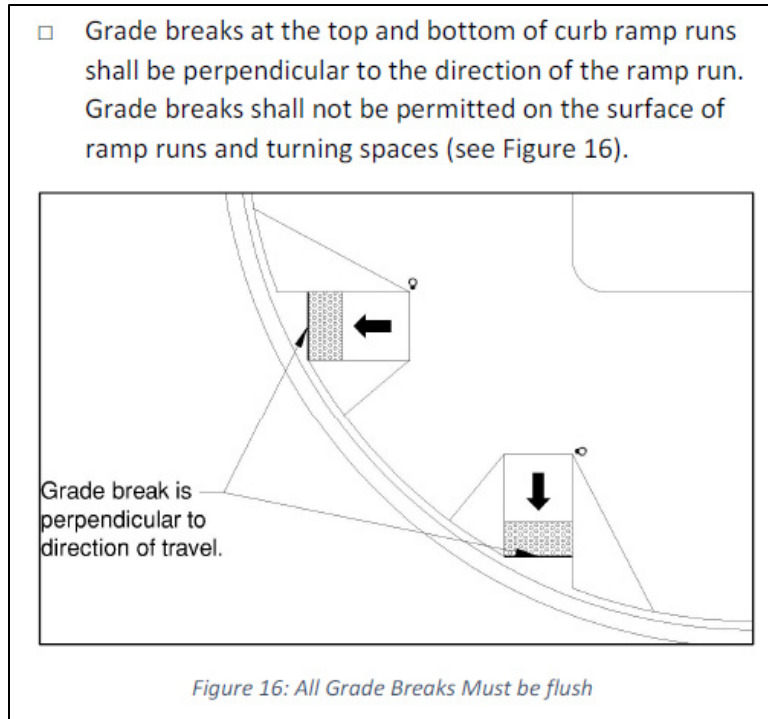 □ Grade breaks at the top and bottom of curb ramp runs
shall be perpendicular to the direction of the ramp run.
Grade breaks shall not be permitted on the surface of
ramp runs and turning spaces (see Figure 16).
Grade break is
perpendicular to
direction of travel.
Figure 16: All Grade Breaks Must be flush